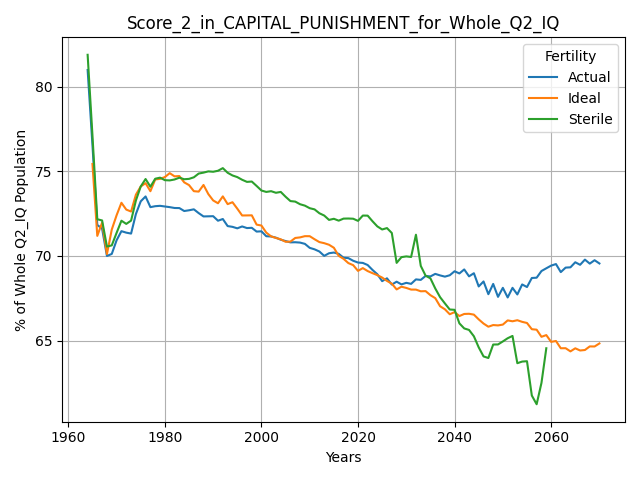 Score_2_in_CAPITAL_PUNISHMENT_for_Whole_Q2_IQ
Fertility
Actual
Ideal
Sterile
% of Whole Q2_IQ Population
80
75
70
65
1960
1980
2000
2020
2040
2060
Years